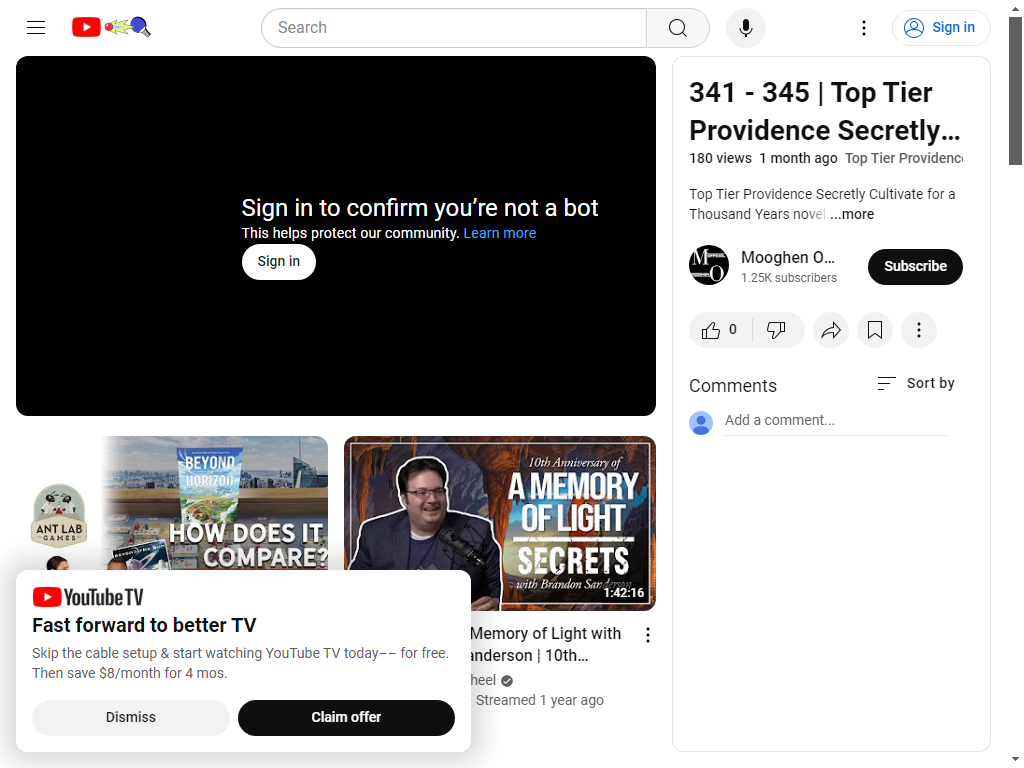 Search
Sign in
Sign in to confirm you’re not a bot
This helps protect our community. Learn more
Sign in
341 - 345 | Top Tier
Providence Secretly...
180 views 1 month ago Top Tier Providenc
Top Tier Providence Secretly Cultivate for a
Thousand Years novel ...more
Mooghen O...
1.25K subscribers
Subscribe
0
Comments
Sort by
Add a comment...
BEYOND
HORIZON
ANT LAB
GAMES
HOW DOES IT
COMPARE?
10th Anniversary of
A MEMORY
OF LIGHT
SECRETS
with Brandon Sanderson
1:42:16
Memory of Light with
anderson | 10th...
heel
Streamed 1 year ago
YouTube TV
Fast forward to better TV
Skip the cable setup & start watching YouTube TV today–– for free.
Then save $8/month for 4 mos.
Dismiss
Claim offer